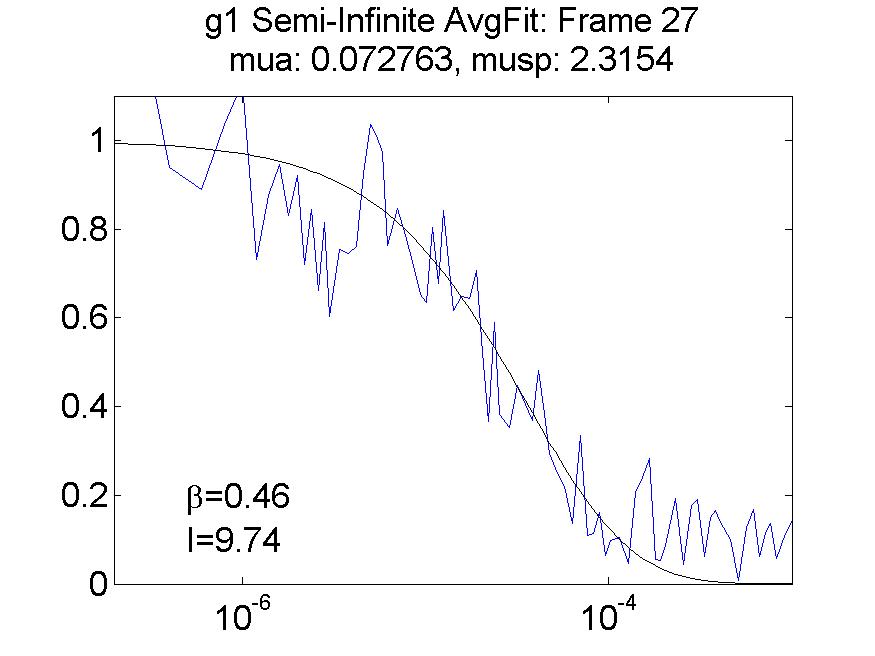 g1 Semi-Infinite AvgFit: Frame 27
mua: 0.072763, musp: 2.3154
1
0.8
0.6
0.4
0.2
0
β=0.46
I=9.74
10^-6
10^-4